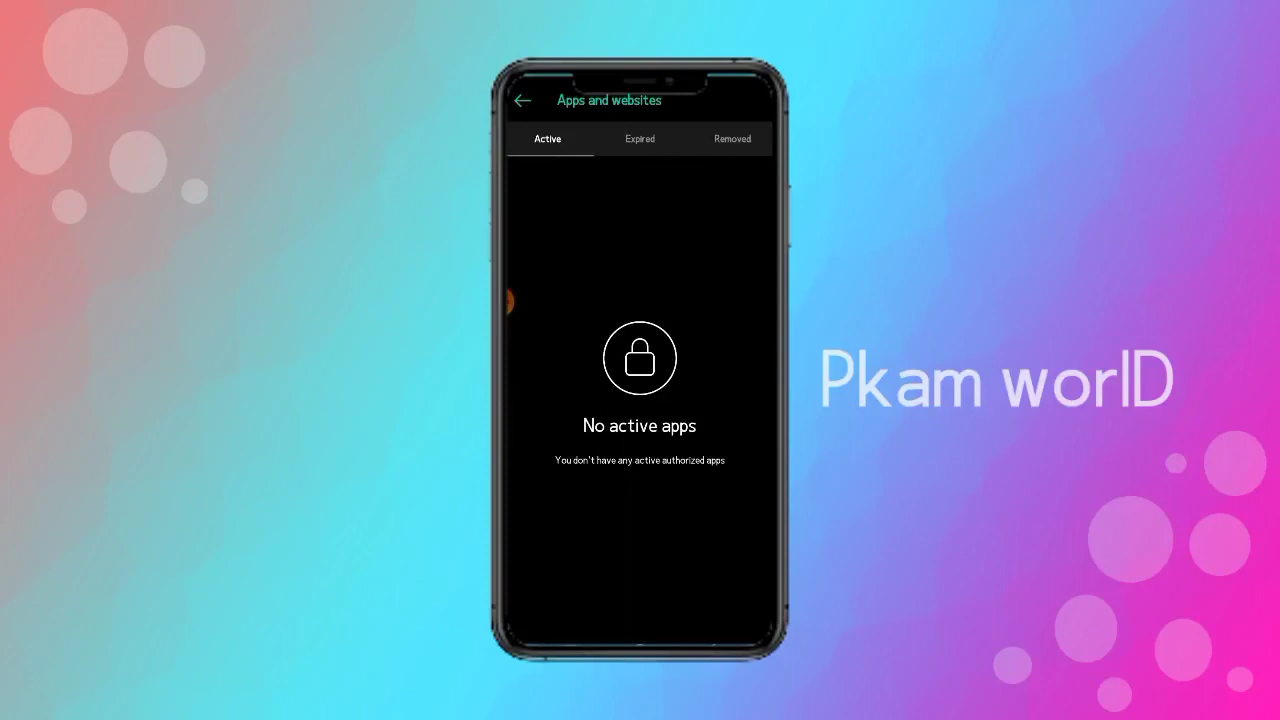 Apps and websites
Active Expired Removed
No active apps
You don't have any active authorized apps
Pkam worlD